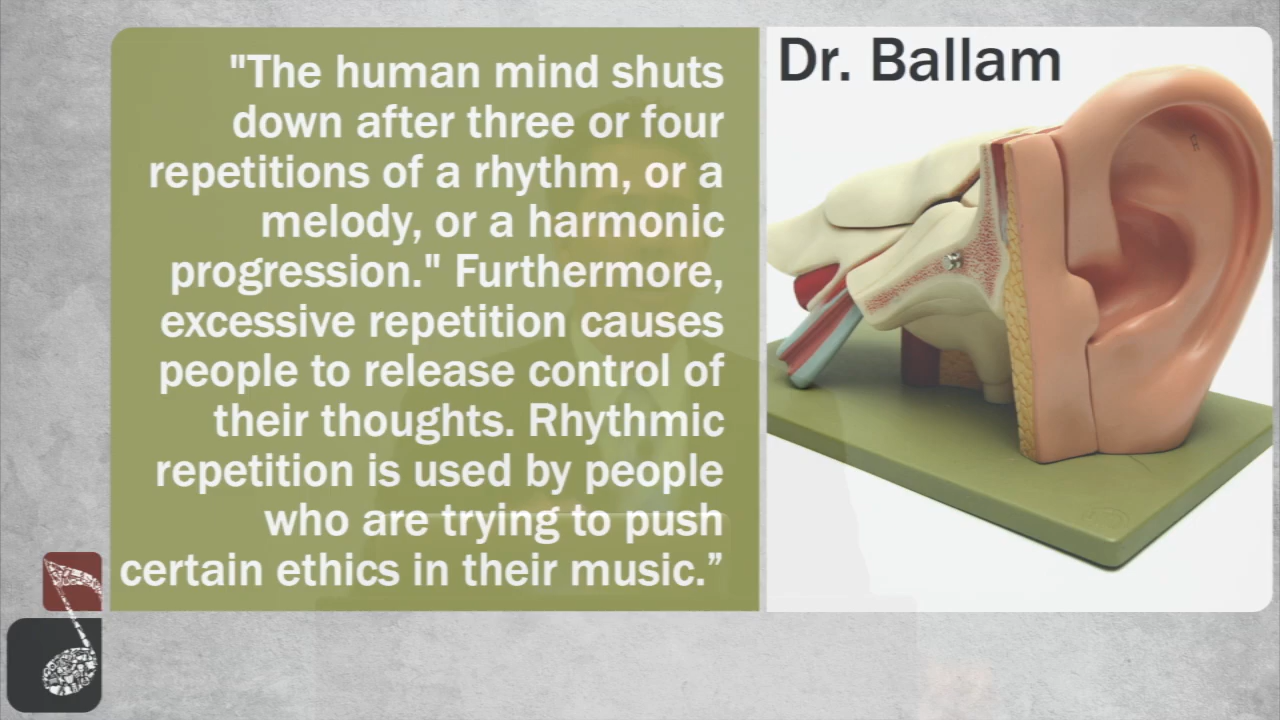 "The human mind shuts
down after three or four
repetitions of a rhythm, or a
melody, or a harmonic
progression." Furthermore,
excessive repetition causes
people to release control of
their thoughts. Rhythmic
repetition is used by people
who are trying to push
certain ethics in their music.”
Dr. Ballam